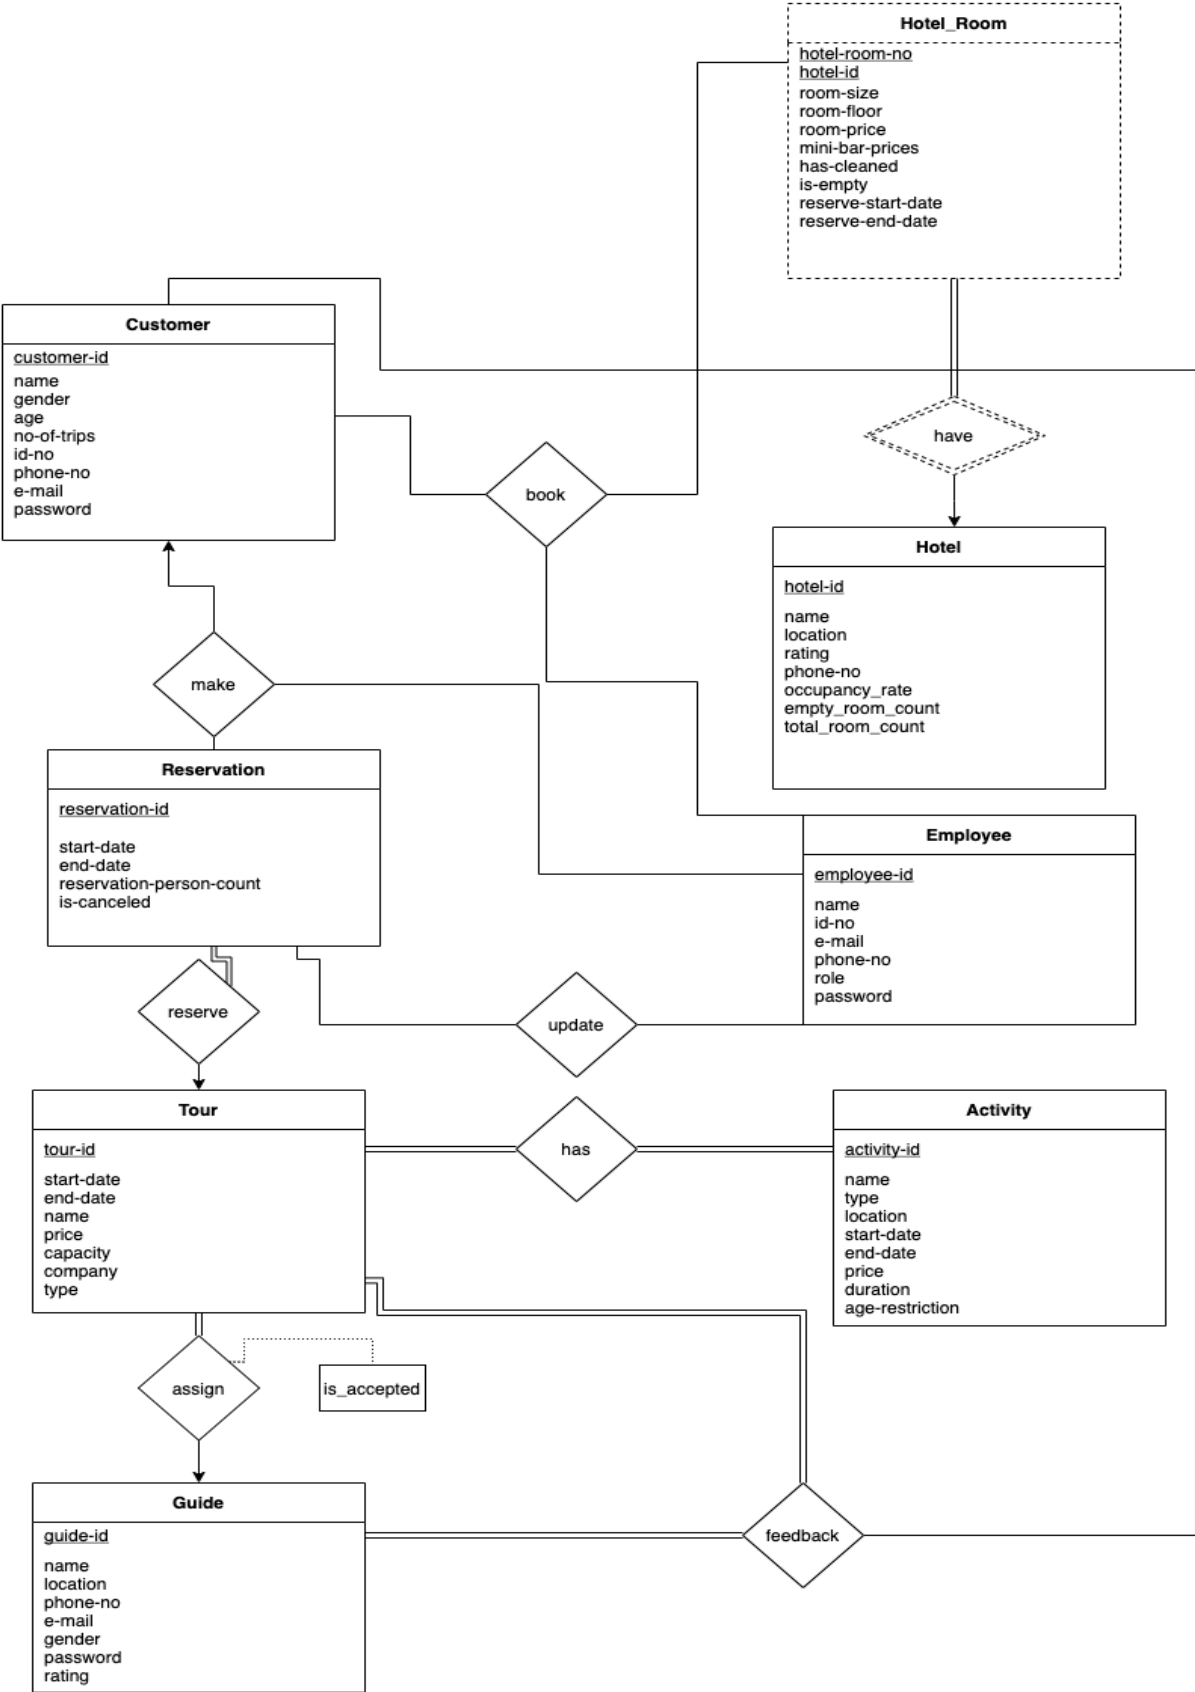 Hotel_Room
hotel-room-no
hotel-id
room-size
room-floor
room-price
mini-bar-prices
has-cleaned
is-empty
reserve-start-date
reserve-end-date
Customer
customer-id
name
gender
age
no-of-trips
id-no
phone-no
e-mail
password
book
have
Hotel
hotel-id
name
location
rating
phone-no
occupancy_rate
empty_room_count
total_room_count
make
Reservation
reservation-id
start-date
end-date
reservation-person-count
is-canceled
Employee
employee-id
name
id-no
e-mail
phone-no
role
password
reserve
update
Tour
tour-id
start-date
end-date
name
price
capacity
company
type
has
Activity
activity-id
name
type
location
start-date
end-date
price
duration
age-restriction
assign
is_accepted
Guide
guide-id
name
location
phone-no
e-mail
gender
password
rating
feedback